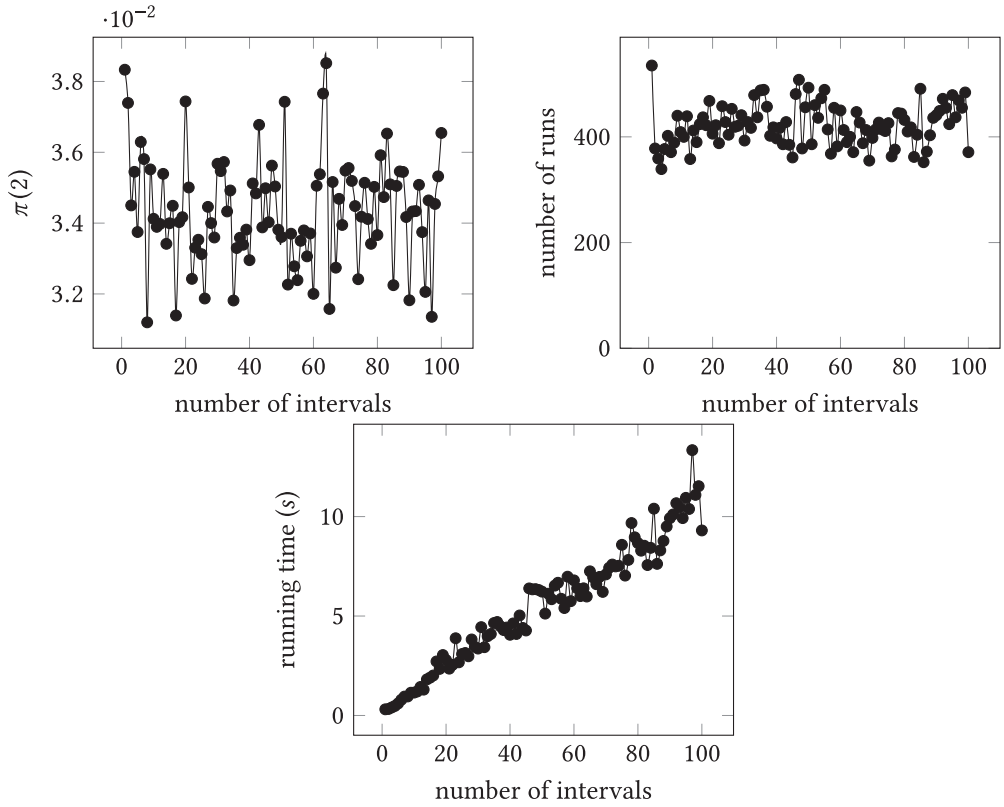 ·10−2
3.8
3.6
3.4
3.2
π(2)
0 20 40 60 80 100
number of intervals
400
200
0
number of runs
0 20 40 60 80 100
number of intervals
10
5
0
running time (s)
0 20 40 60 80 100
number of intervals